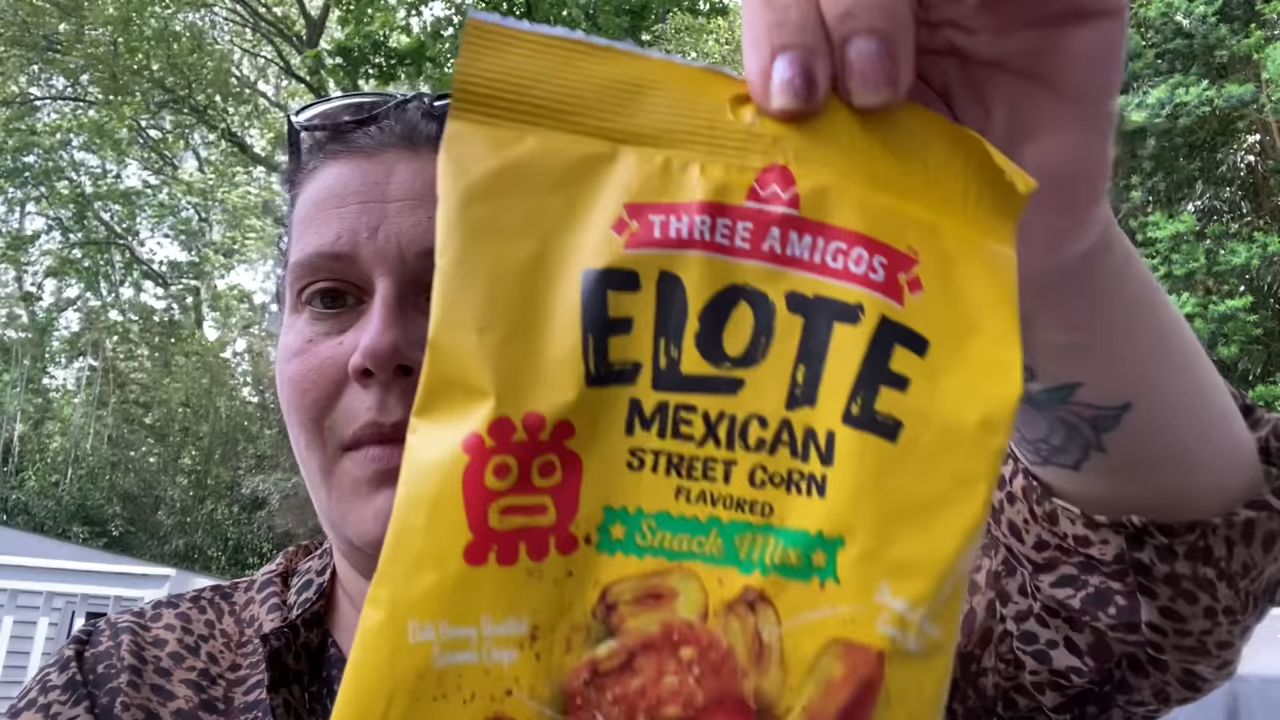 THREE AMIGOS
ELOTE
MEXICAN
STREET CORN
FLAVORED
Snack Mix